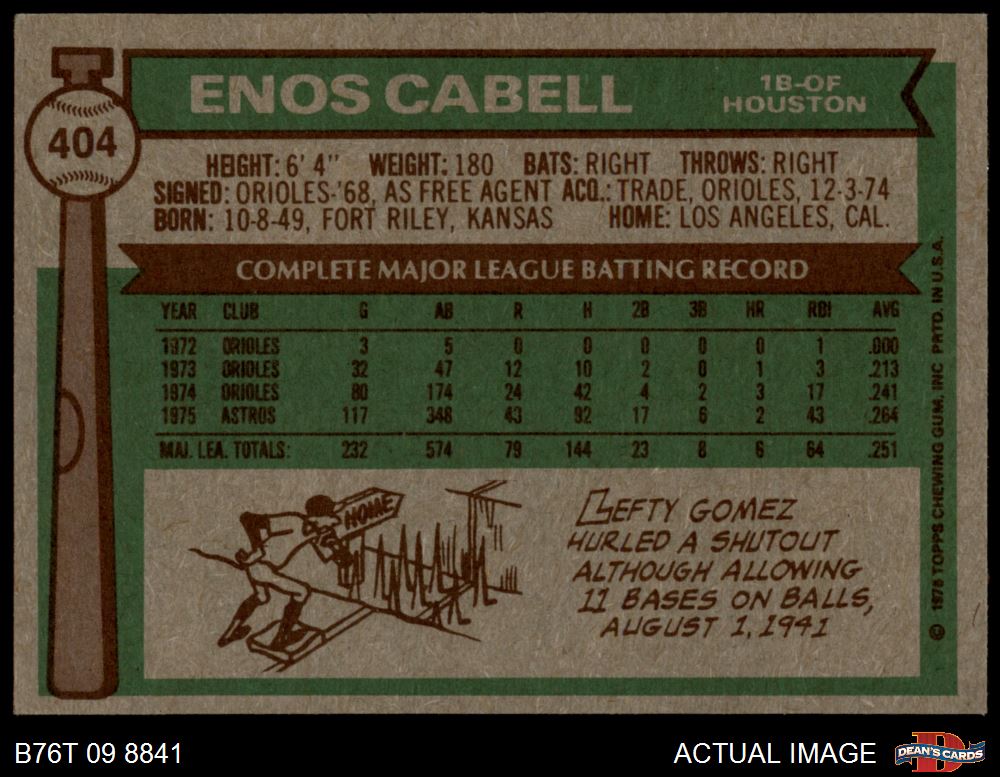 ENOS CABELL
1B-OF
HOUSTON
404
HEIGHT: 6' 4" WEIGHT: 180 BATS: RIGHT THROWS: RIGHT
SIGNED: ORIOLES-'68, AS FREE AGENT ACQ.: TRADE, ORIOLES, 12-3-74
BORN: 10-8-49, FORT RILEY, KANSAS HOME: LOS ANGELES, CAL.
COMPLETE MAJOR LEAGUE BATTING RECORD
YEAR CLUB G AB R H 2B 3B HR RBI AVG
1972 ORIOLES 3 5 0 0 0 0 0 1 .000
1973 ORIOLES 32 47 12 10 2 0 1 3 .213
1974 ORIOLES 80 174 24 42 4 2 3 17 .241
1975 ASTROS 117 348 43 92 17 6 2 43 .264
MAJ. LEA. TOTALS: 232 574 79 144 23 8 6 64 .251
HOME
LEFTY GOMEZ
HURLED A SHUTOUT
ALTHOUGH ALLOWING
11 BASES ON BALLS,
AUGUST 1, 1941
© 1976 TOPPS CHEWING GUM, INC PRTD. IN U.S.A.
B76T 09 8841
ACTUAL IMAGE
DEAN'S CARDS